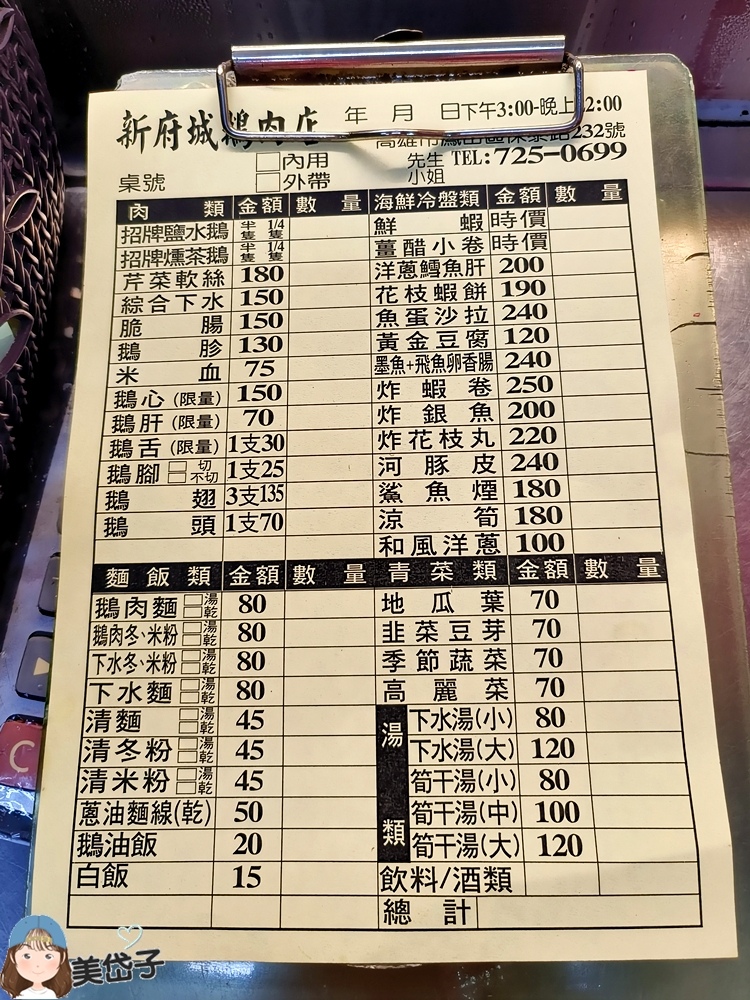 新府城鵝肉店 年 月 日下午3:00-晚上12:00
高雄市鳳山區保泰路232號
□內用 先生 TEL:725-0699
桌號 □外帶 小姐
肉類 金額 數量 海鮮冷盤類 金額 數量
招牌鹽水鵝 半隻 1/4隻 鮮蝦 時價
招牌燻茶鵝 半隻 1/4隻 薑醋小卷 時價
芹菜軟絲 180 洋蔥鱈魚肝 200
綜合下水 150 花枝蝦餅 190
脆腸 150 魚蛋沙拉 240
鵝胗 130 黃金豆腐 120
米血 75 墨魚+飛魚卵香腸 240
鵝心(限量) 150 炸蝦卷 250
鵝肝(限量) 70 炸銀魚 200
鵝舌(限量) 1支30 炸花枝丸 220
鵝腳 □切 □不切 1支25 河豚皮 240
鵝翅 3支135 鯊魚煙 180
鵝頭 1支70 涼筍 180
和風洋蔥 100
麵飯類 金額 數量 青菜類 金額 數量
鵝肉麵 □湯 □乾 80 地瓜葉 70
鵝肉冬、米粉 □湯 □乾 80 韭菜豆芽 70
下水冬、米粉 □湯 □乾 80 季節蔬菜 70
下水麵 □湯 □乾 80 高麗菜 70
清麵 □湯 □乾 45 湯類 下水湯(小) 80
清冬粉 □湯 □乾 45 下水湯(大) 120
清米粉 □湯 □乾 45 筍干湯(小) 80
蔥油麵線(乾) 50 筍干湯(中) 100
鵝油飯 20 筍干湯(大) 120
白飯 15 飲料/酒類
總計
C
美岱子